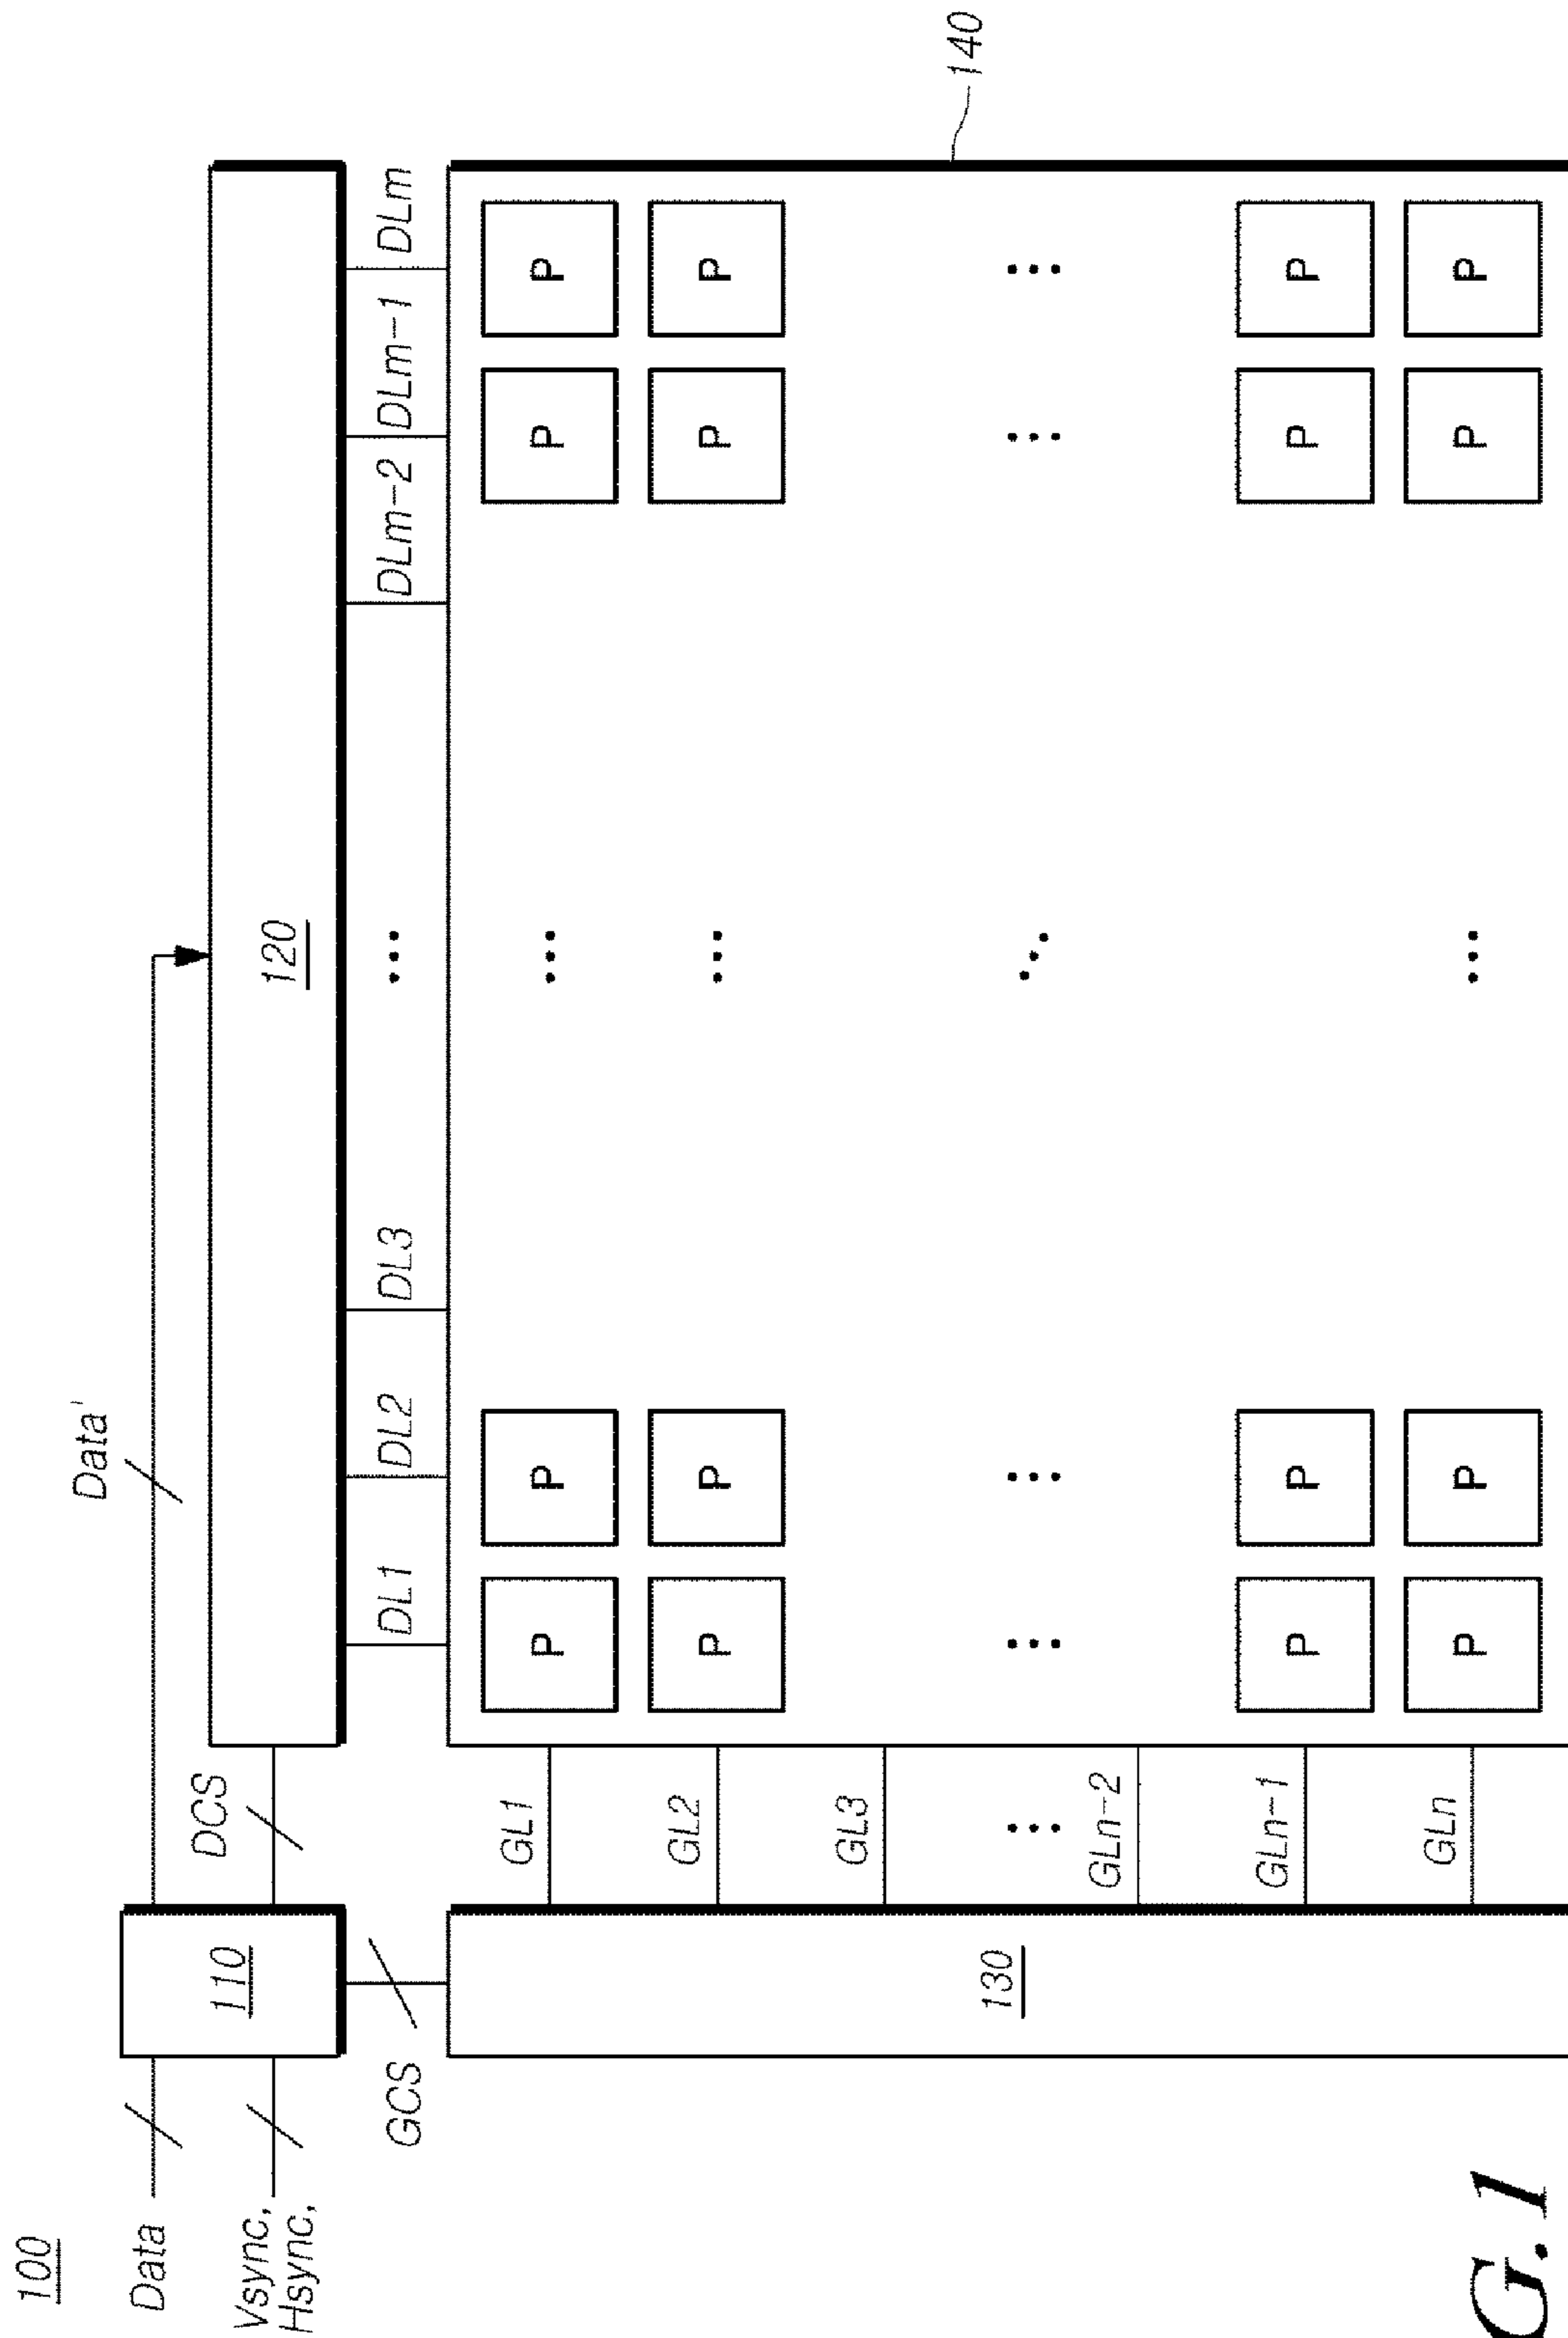 100
Data'
Data
110
DCS
120
Vsync,
Hsync,
GCS
DL1
DL2
DL3
...
DLm-2
DLm-1
DLm
GL1
P
P
...
P
P
GL2
P
P
...
P
P
GL3
140
130
...
...
...
...
...
...
GLn-2
GLn-1
P
P
P
P
GLn
P
P
...
P
P
G.1